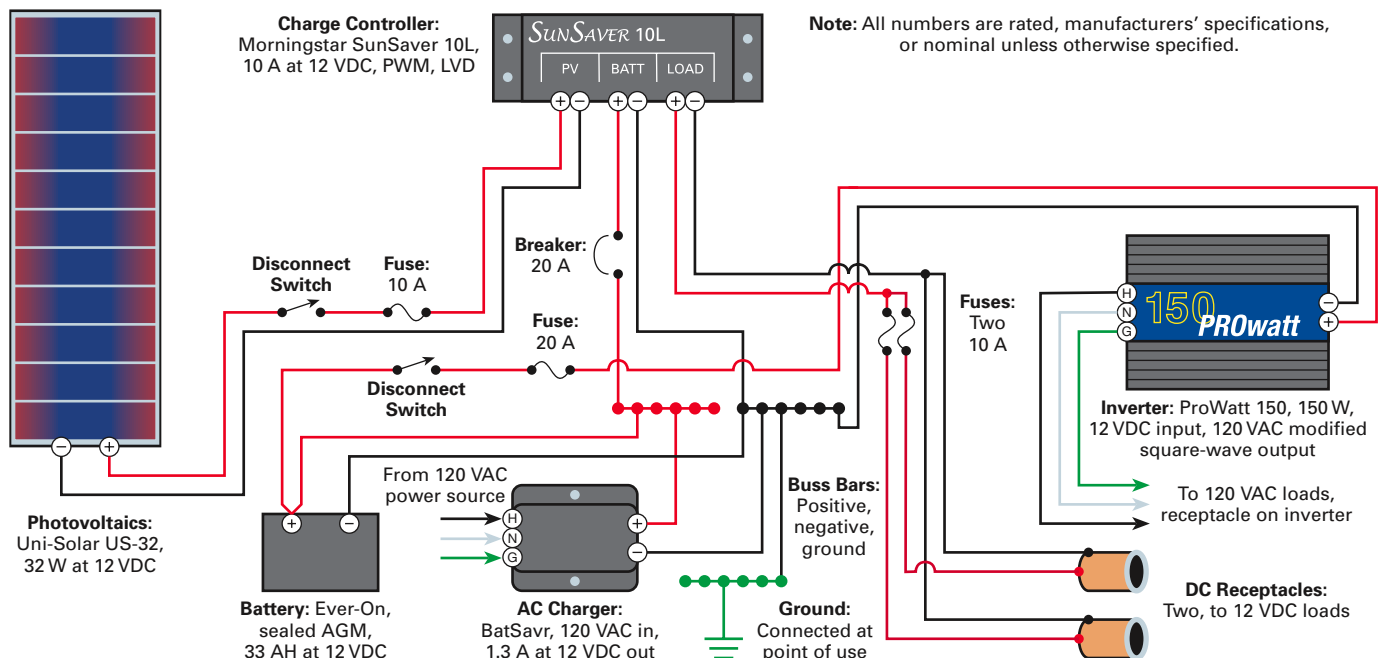 Charge Controller:
Morningstar SunSaver 10L,
10 A at 12 VDC, PWM, LVD
SUNSAVER 10L
PV BATT LOAD
+ − + − + −
Note: All numbers are rated, manufacturers’ specifications,
or nominal unless otherwise specified.
Disconnect
Switch
Fuse:
10 A
Breaker:
20 A
Fuse:
20 A
Disconnect
Switch
Fuses:
Two
10 A
H
N
G
150
PROwatt
−
+
Inverter: ProWatt 150, 150 W,
12 VDC input, 120 VAC modified
square-wave output
To 120 VAC loads,
receptacle on inverter
− +
Photovoltaics:
Uni-Solar US-32,
32 W at 12 VDC
+ −
Battery: Ever-On,
sealed AGM,
33 AH at 12 VDC
From 120 VAC
power source
H
N
G
+
−
AC Charger:
BatSavr, 120 VAC in,
1.3 A at 12 VDC out
Buss Bars:
Positive,
negative,
ground
Ground:
Connected at
point of use
DC Receptacles:
Two, to 12 VDC loads